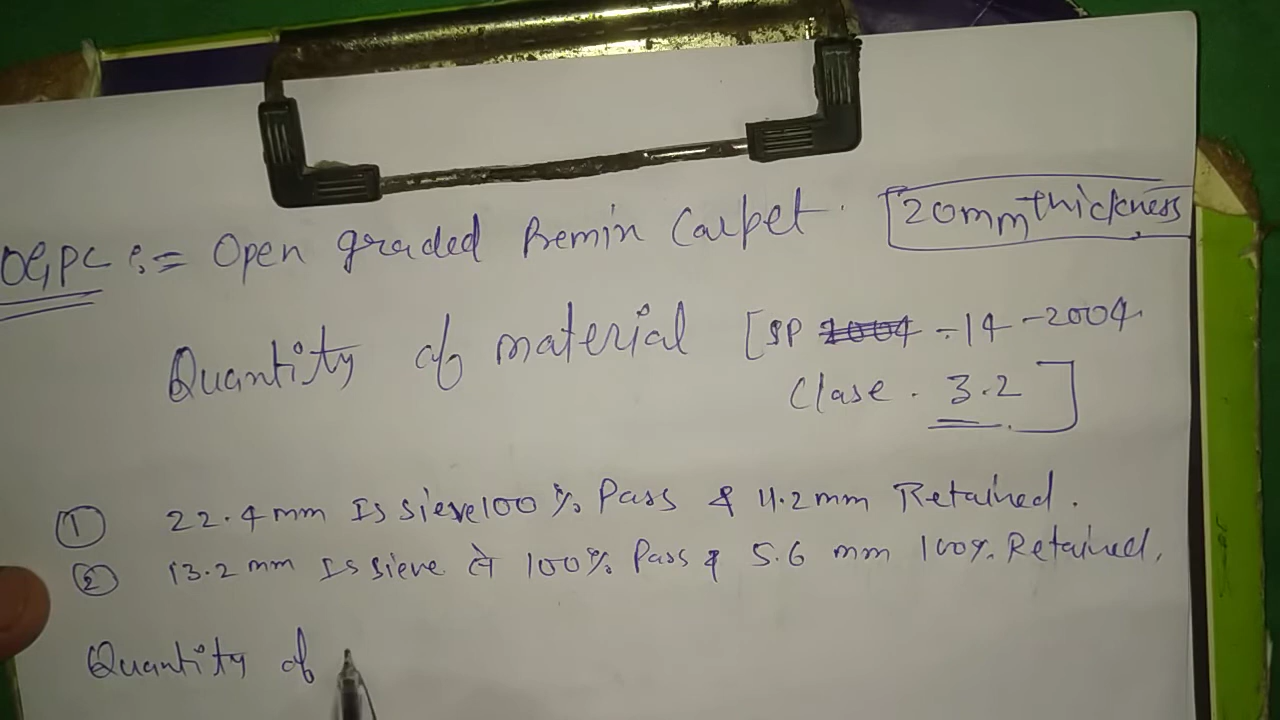 OGPC := Open graded Premix Carpet. [20mm thickness
Quantity of material [SP 2004 -14 -2004.
Clase. 3.2]
① 22.4 mm Is sieve 100% Pass & 11.2 mm Retained.
② 13.2 mm Is sieve से 100% Pass & 5.6 mm 100% Retained,
Quantity of